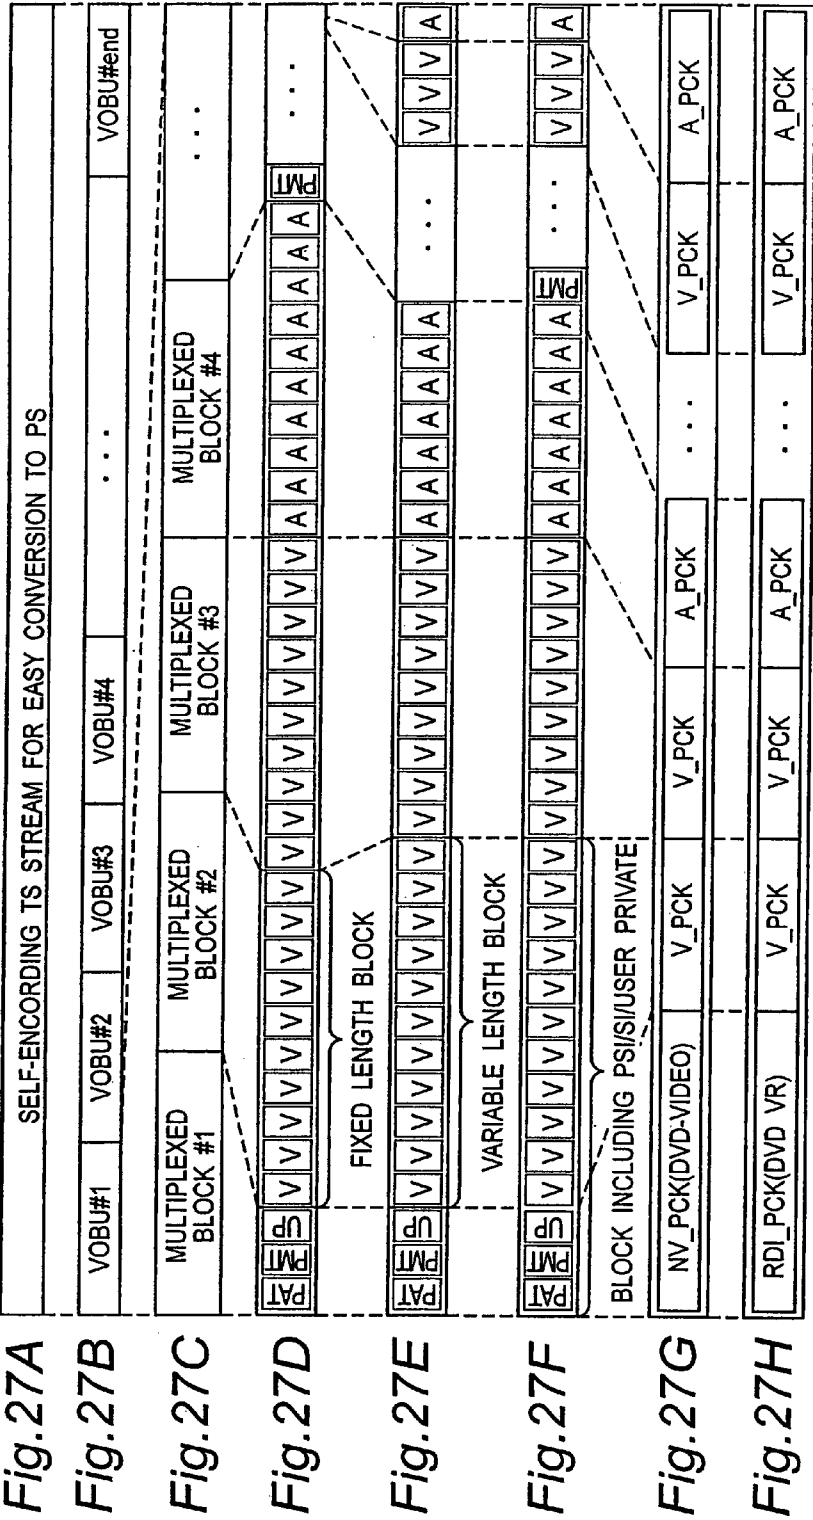 Fig.27A
SELF-ENCORDING TS STREAM FOR EASY CONVERSION TO PS
Fig.27B
VOBU#1 VOBU#2 VOBU#3 VOBU#4 ... VOBU#end
Fig.27C
MULTIPLEXED BLOCK #1 MULTIPLEXED BLOCK #2 MULTIPLEXED BLOCK #3 MULTIPLEXED BLOCK #4 ...
Fig.27D
PAT PMT UP V V V V V V V V V V V V V V V V V V V V A A A A A A A A A A PMT ...
FIXED LENGTH BLOCK
Fig.27E
PAT PMT UP V V V V V V V V V V V V V V V V V V V V A A A A A A A ... V V V A
VARIABLE LENGTH BLOCK
Fig.27F
PAT PMT UP V V V V V V V V V V V V V V V V V V V V A A A A A A A PMT ... V V V A
BLOCK INCLUDING PSI/SI/USER PRIVATE
Fig.27G
NV_PCK(DVD-VIDEO) V_PCK V_PCK A_PCK ... V_PCK A_PCK
Fig.27H
RDI_PCK(DVD VR) V_PCK V_PCK A_PCK ... V_PCK A_PCK